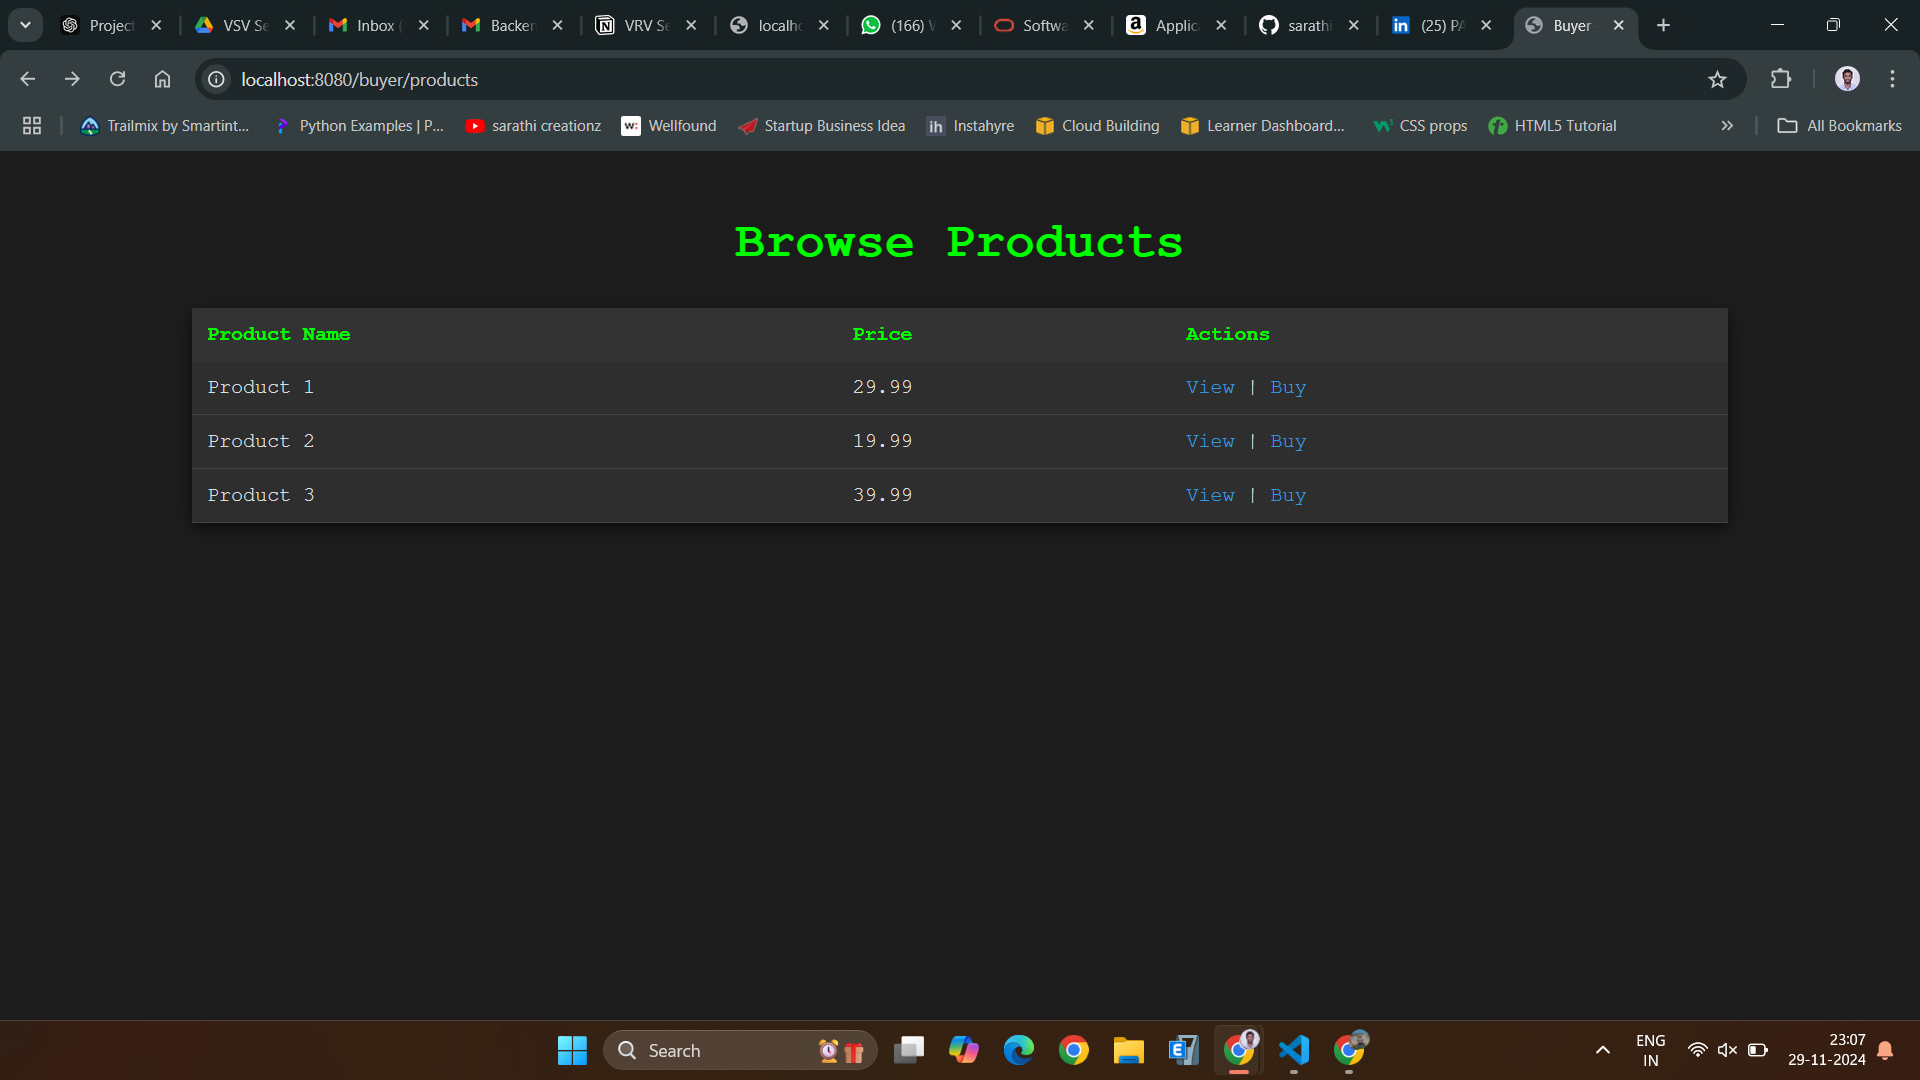 Project VSV Se Inbox ( Backen VRV Se localho (166) W Softwa Applica sarathi (25) PA Buyer
localhost:8080/buyer/products
Trailmix by Smartint... Python Examples | P... sarathi creationz Wellfound Startup Business Idea Instahyre Cloud Building Learner Dashboard... CSS props HTML5 Tutorial All Bookmarks
Browse Products
Product Name Price Actions
Product 1 29.99 View | Buy
Product 2 19.99 View | Buy
Product 3 39.99 View | Buy
Search
ENG
IN
23:07
29-11-2024